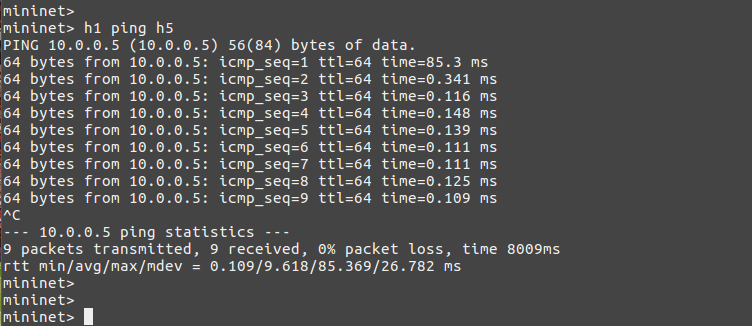 mininet>
mininet> h1 ping h5
PING 10.0.0.5 (10.0.0.5) 56(84) bytes of data.
64 bytes from 10.0.0.5: icmp_seq=1 ttl=64 time=85.3 ms
64 bytes from 10.0.0.5: icmp_seq=2 ttl=64 time=0.341 ms
64 bytes from 10.0.0.5: icmp_seq=3 ttl=64 time=0.116 ms
64 bytes from 10.0.0.5: icmp_seq=4 ttl=64 time=0.148 ms
64 bytes from 10.0.0.5: icmp_seq=5 ttl=64 time=0.139 ms
64 bytes from 10.0.0.5: icmp_seq=6 ttl=64 time=0.111 ms
64 bytes from 10.0.0.5: icmp_seq=7 ttl=64 time=0.111 ms
64 bytes from 10.0.0.5: icmp_seq=8 ttl=64 time=0.125 ms
64 bytes from 10.0.0.5: icmp_seq=9 ttl=64 time=0.109 ms
^C
--- 10.0.0.5 ping statistics ---
9 packets transmitted, 9 received, 0% packet loss, time 8009ms
rtt min/avg/max/mdev = 0.109/9.618/85.369/26.782 ms
mininet>
mininet>
mininet>